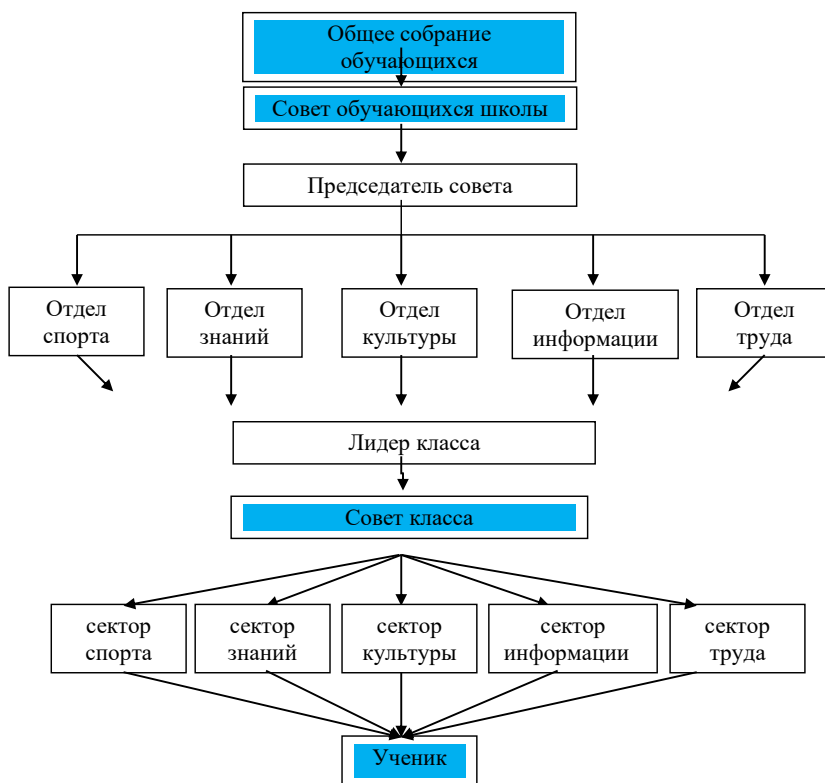 Общее собрание
обучающихся
Совет обучающихся школы
Председатель совета
Отдел
спорта
Отдел
знаний
Отдел
культуры
Отдел
информации
Отдел
труда
Лидер класса
Совет класса
сектор
спорта
сектор
знаний
сектор
культуры
сектор
информации
сектор
труда
Ученик